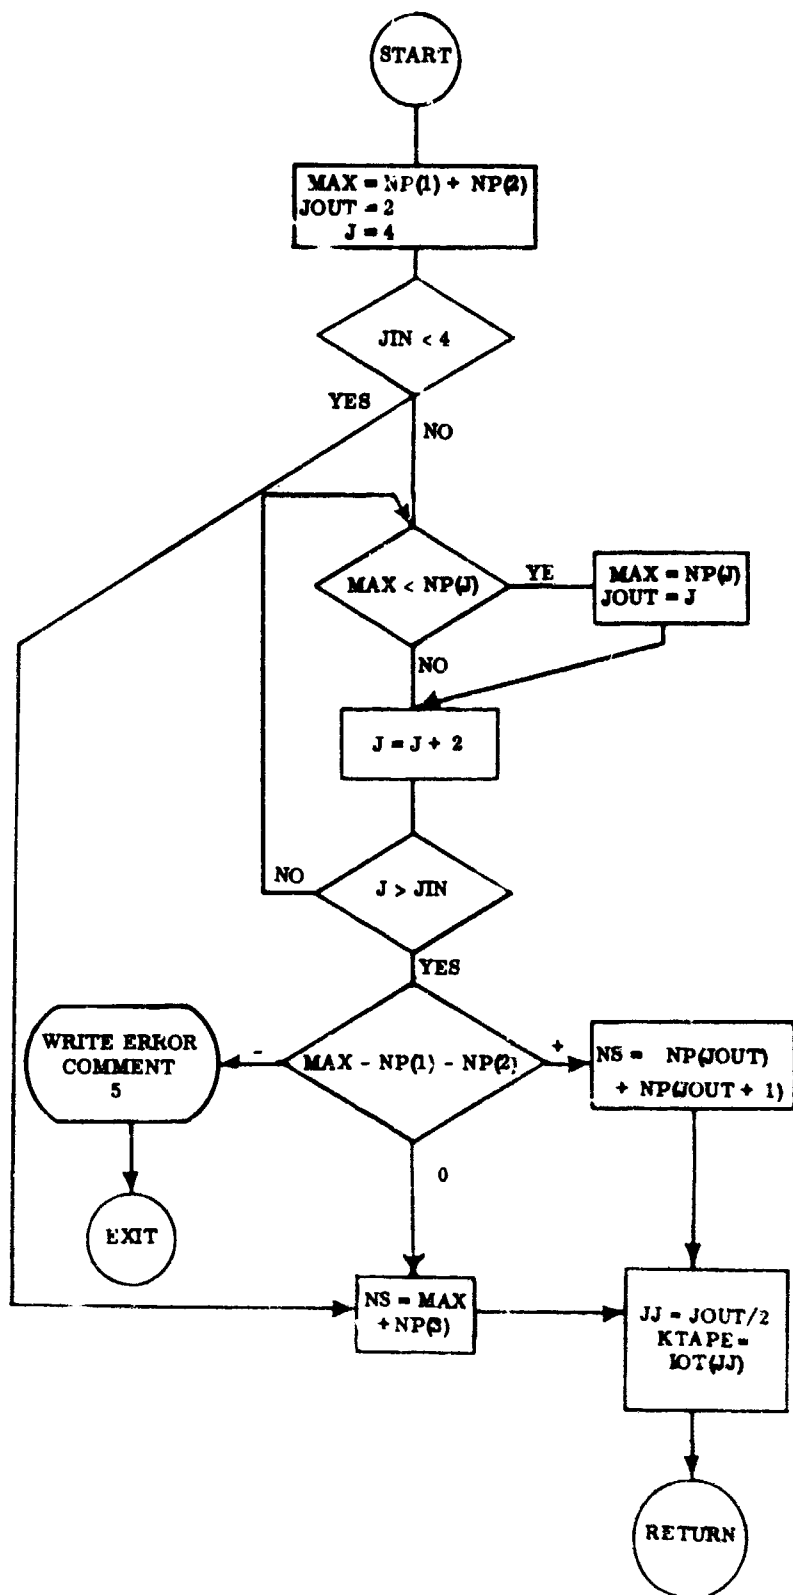 START
MAX = NP(1) + NP(2)
JOUT = 2
J = 4
JIN < 4
YES
NO
MAX < NP(J)
YE
MAX = NP(J)
JOUT = J
NO
J = J + 2
J > JIN
NO
YES
WRITE ERROR
COMMENT
5
-
MAX - NP(1) - NP(2)
+
NS = NP(JOUT)
+ NP(JOUT + 1)
0
EXIT
NS = MAX
+ NP(3)
JJ = JOUT/2
KTAPE =
IOT(JJ)
RETURN